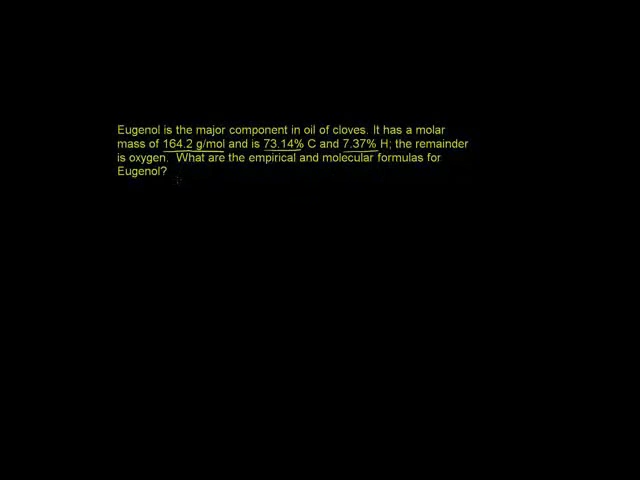 Eugenol is the major component in oil of cloves. It has a molar
mass of 164.2 g/mol and is 73.14% C and 7.37% H; the remainder
is oxygen. What are the empirical and molecular formulas for
Eugenol?